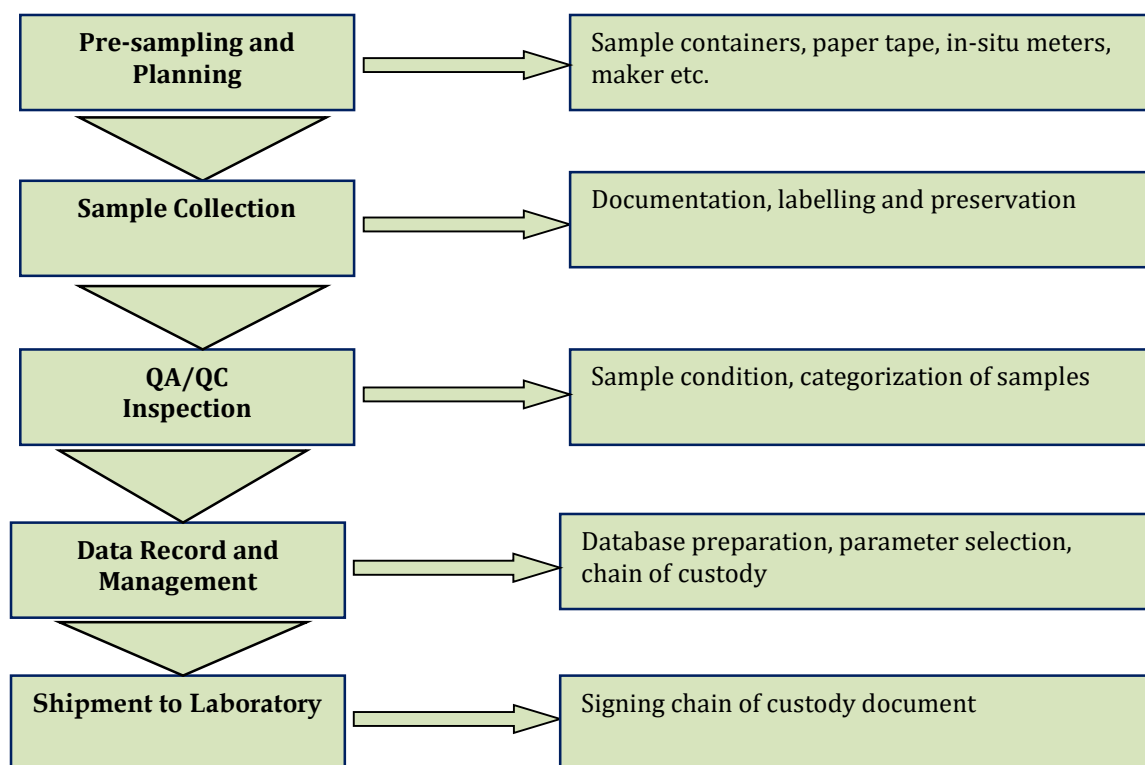 Pre-sampling and
Planning
Sample containers, paper tape, in-situ meters,
maker etc.
Sample Collection
Documentation, labelling and preservation
QA/QC
Inspection
Sample condition, categorization of samples
Data Record and
Management
Database preparation, parameter selection,
chain of custody
Shipment to Laboratory
Signing chain of custody document